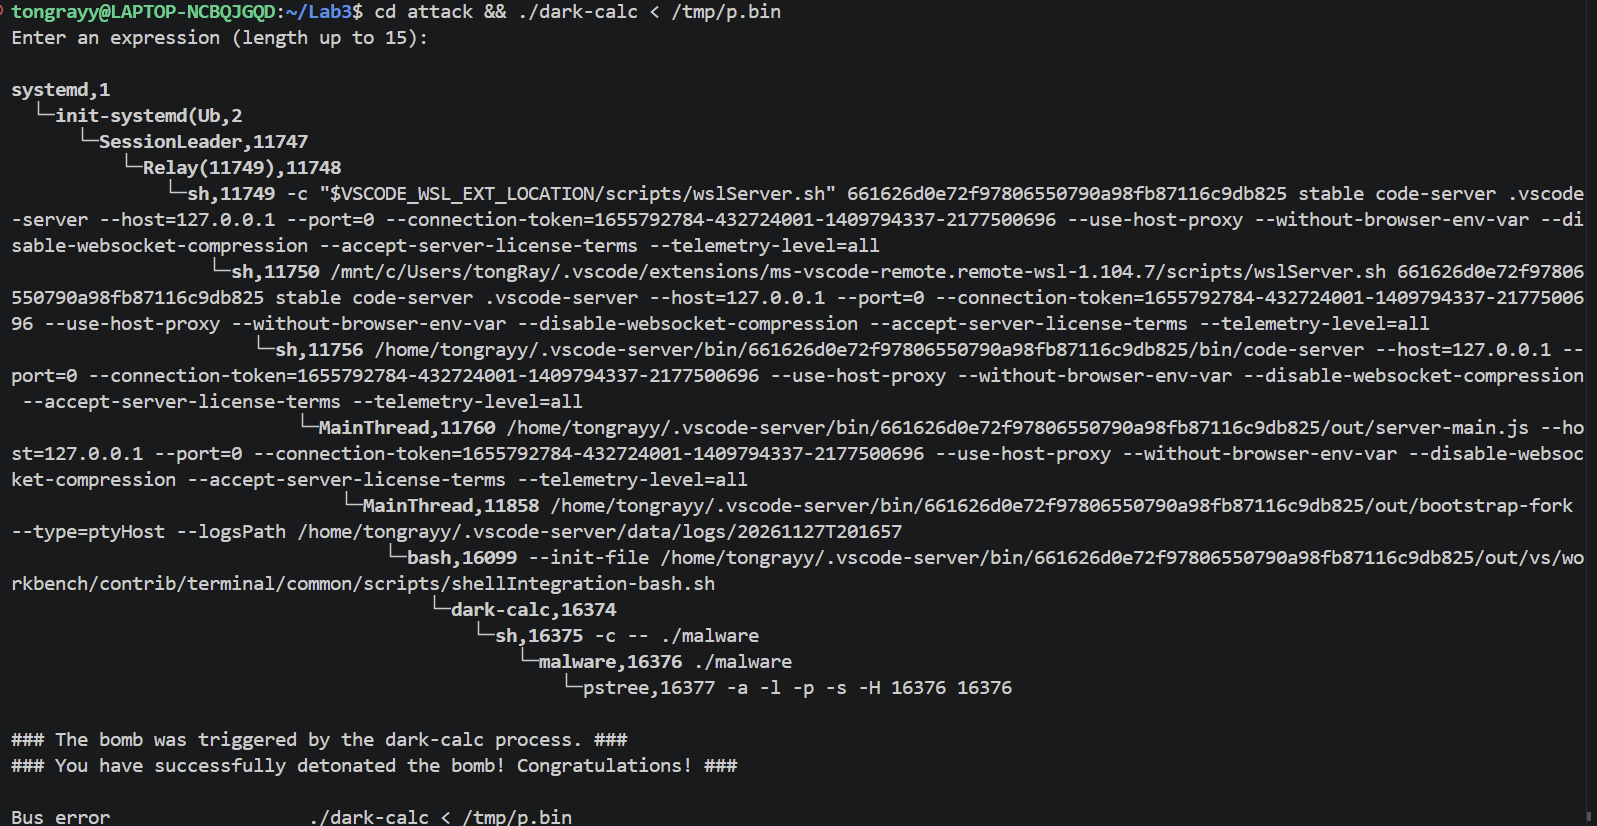 tongrayy@LAPTOP-NCBQJGQD:~/Lab3$ cd attack && ./dark-calc < /tmp/p.bin
Enter an expression (length up to 15):
systemd,1
└─init-systemd(Ub,2
└─SessionLeader,11747
└─Relay(11749),11748
└─sh,11749 -c "$VSCODE_WSL_EXT_LOCATION/scripts/wslServer.sh" 661626d0e72f97806550790a98fb87116c9db825 stable code-server .vscode
-server --host=127.0.0.1 --port=0 --connection-token=1655792784-432724001-1409794337-2177500696 --use-host-proxy --without-browser-env-var --di
sable-websocket-compression --accept-server-license-terms --telemetry-level=all
└─sh,11750 /mnt/c/Users/tongRay/.vscode/extensions/ms-vscode-remote.remote-wsl-1.104.7/scripts/wslServer.sh 661626d0e72f97806
550790a98fb87116c9db825 stable code-server .vscode-server --host=127.0.0.1 --port=0 --connection-token=1655792784-432724001-1409794337-21775006
96 --use-host-proxy --without-browser-env-var --disable-websocket-compression --accept-server-license-terms --telemetry-level=all
└─sh,11756 /home/tongrayy/.vscode-server/bin/661626d0e72f97806550790a98fb87116c9db825/bin/code-server --host=127.0.0.1 --
port=0 --connection-token=1655792784-432724001-1409794337-2177500696 --use-host-proxy --without-browser-env-var --disable-websocket-compression
--accept-server-license-terms --telemetry-level=all
└─MainThread,11760 /home/tongrayy/.vscode-server/bin/661626d0e72f97806550790a98fb87116c9db825/out/server-main.js --ho
st=127.0.0.1 --port=0 --connection-token=1655792784-432724001-1409794337-2177500696 --use-host-proxy --without-browser-env-var --disable-websoc
ket-compression --accept-server-license-terms --telemetry-level=all
└─MainThread,11858 /home/tongrayy/.vscode-server/bin/661626d0e72f97806550790a98fb87116c9db825/out/bootstrap-fork
--type=ptyHost --logsPath /home/tongrayy/.vscode-server/data/logs/20261127T201657
└─bash,16099 --init-file /home/tongrayy/.vscode-server/bin/661626d0e72f97806550790a98fb87116c9db825/out/vs/wo
rkbench/contrib/terminal/common/scripts/shellIntegration-bash.sh
└─dark-calc,16374
└─sh,16375 -c -- ./malware
└─malware,16376 ./malware
└─pstree,16377 -a -l -p -s -H 16376 16376
### The bomb was triggered by the dark-calc process. ###
### You have successfully detonated the bomb! Congratulations! ###
Bus error ./dark-calc < /tmp/p.bin